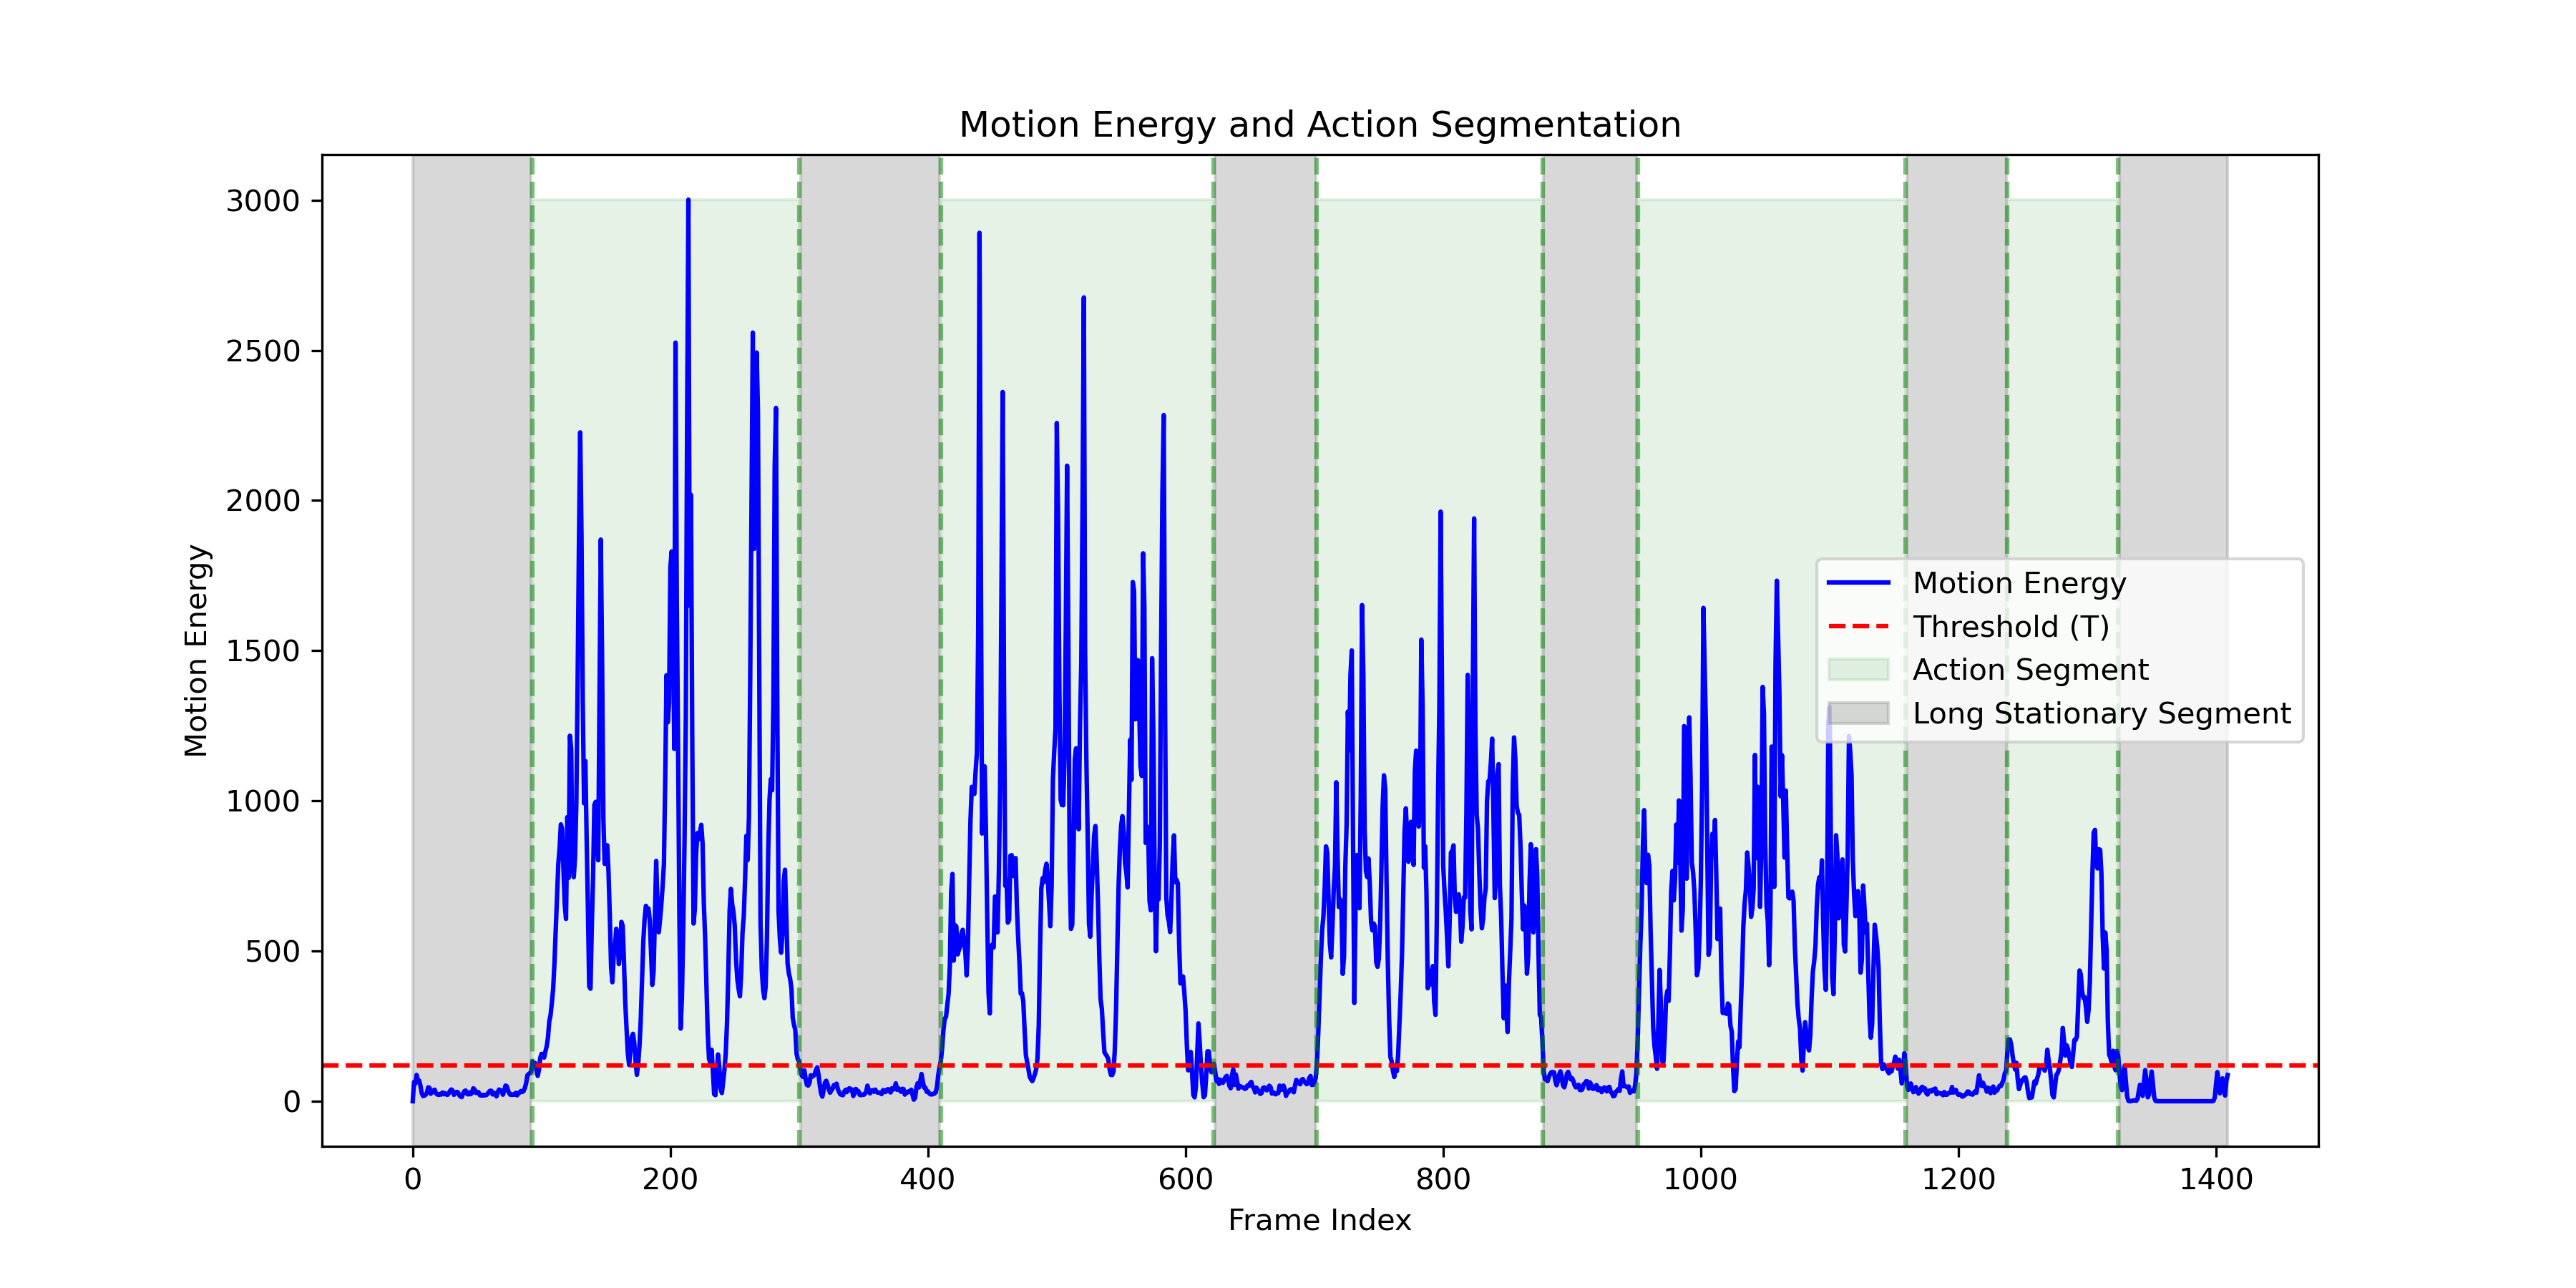 Motion Energy and Action Segmentation
3000
2500
2000
1500
1000
500
0
Motion Energy
Motion Energy
Threshold (T)
Action Segment
Long Stationary Segment
0 200 400 600 800 1000 1200 1400
Frame Index